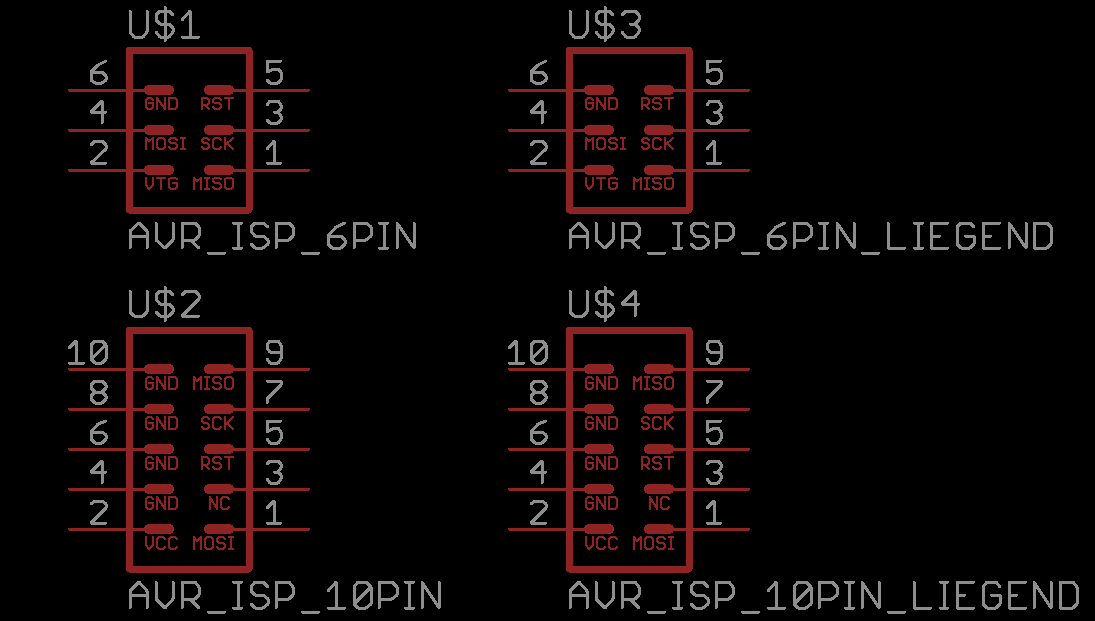 U$1 U$3
6 5 6 5
GND RST GND RST
4 3 4 3
MOSI SCK MOSI SCK
2 1 2 1
VTG MISO VTG MISO
AVR_ISP_6PIN AVR_ISP_6PIN_LIEGEND
U$2 U$4
10 9 10 9
GND MISO GND MISO
8 7 8 7
GND SCK GND SCK
6 5 6 5
GND RST GND RST
4 3 4 3
GND NC GND NC
2 1 2 1
VCC MOSI VCC MOSI
AVR_ISP_10PIN AVR_ISP_10PIN_LIEGEND